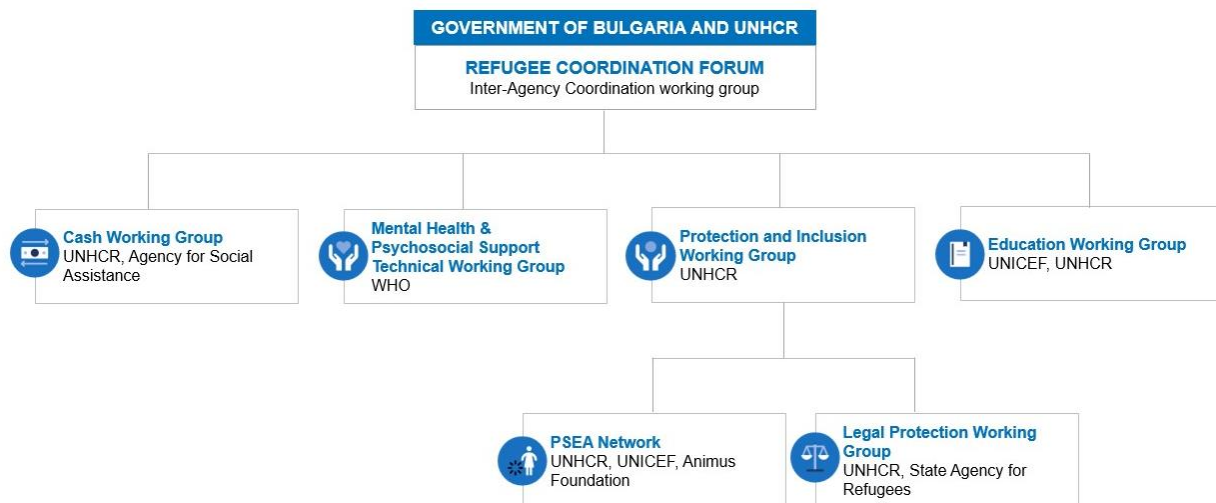 GOVERNMENT OF BULGARIA AND UNHCR
REFUGEE COORDINATION FORUM
Inter-Agency Coordination working group
Cash Working Group
UNHCR, Agency for Social
Assistance
Mental Health &
Psychosocial Support
Technical Working Group
WHO
Protection and Inclusion
Working Group
UNHCR
Education Working Group
UNICEF, UNHCR
PSEA Network
UNHCR, UNICEF, Animus
Foundation
Legal Protection Working
Group
UNHCR, State Agency for
Refugees